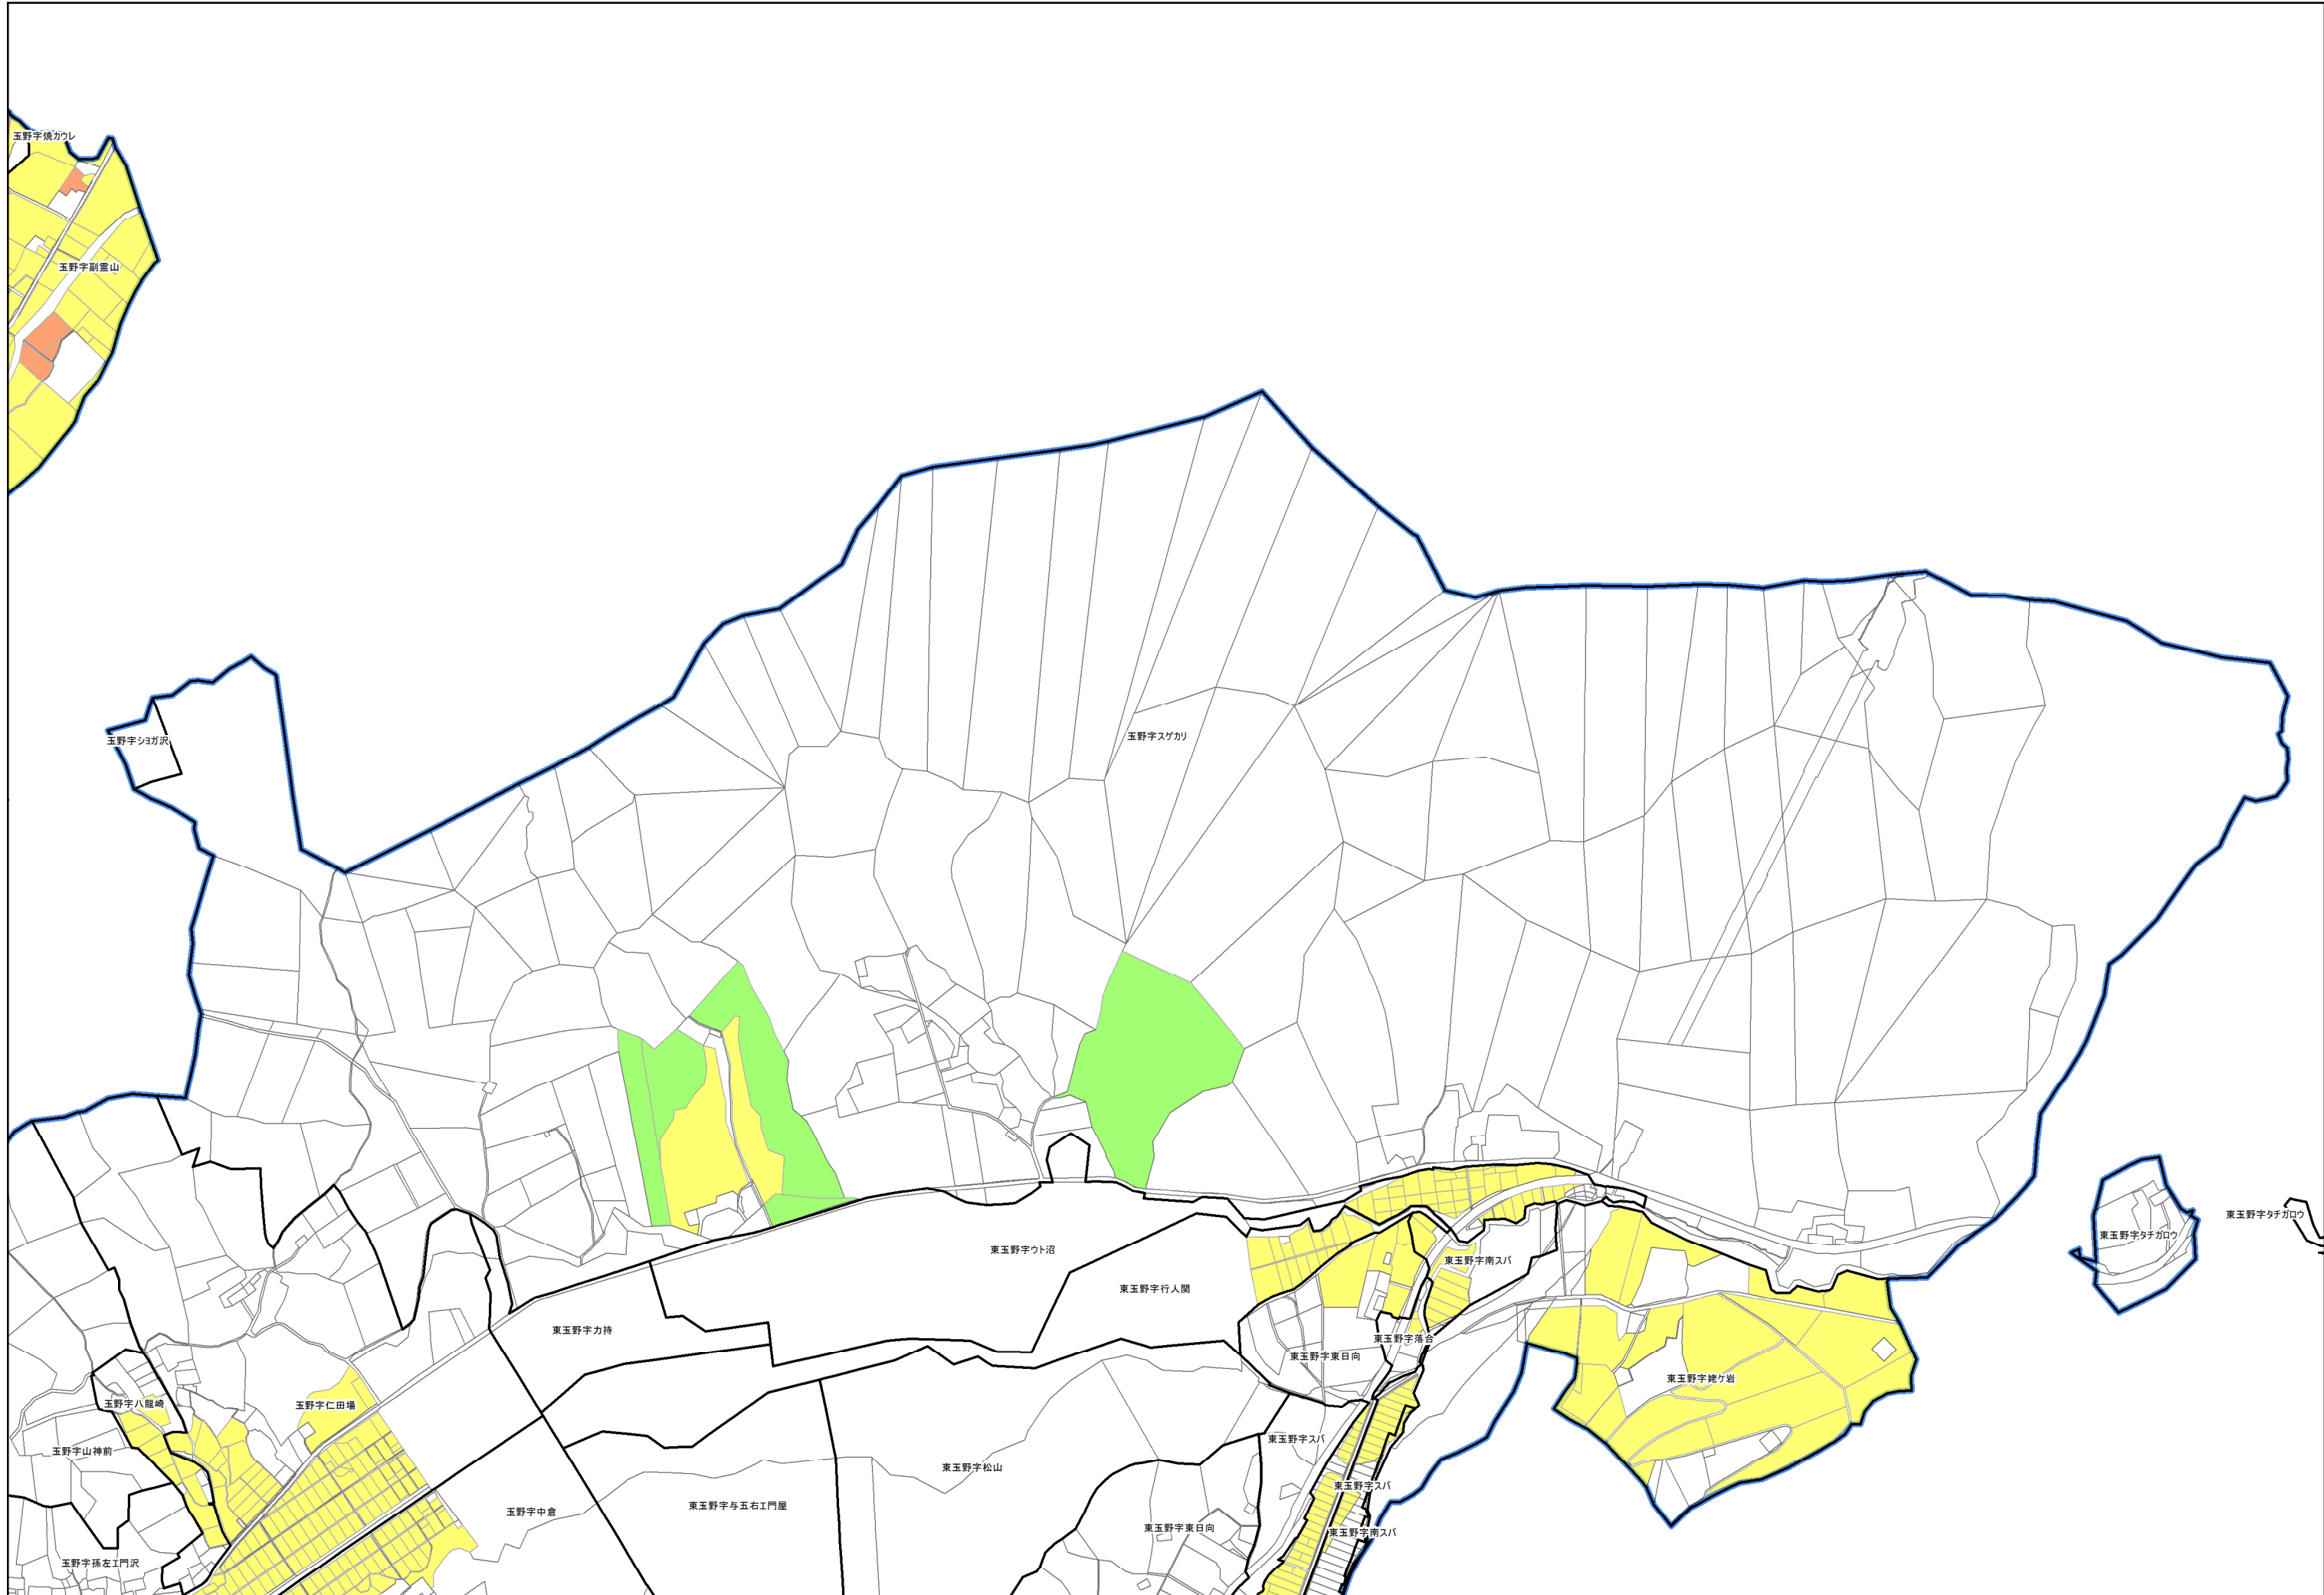 玉野字焼カウレ
玉野字副霊山
玉野字スゲカリ
玉野字ショガ沢
東玉野字タチガロウ
東玉野字タチガロウ
東玉野字ウト沼
東玉野字南スバ
東玉野字行人関
東玉野字力持
東玉野字落合
東玉野字東日向
東玉野字姥ケ岩
玉野字八龍崎
玉野字仁田場
東玉野字スバ
玉野字山神前
東玉野字松山
東玉野字スバ
東玉野字与五右エ門屋
玉野字中倉
東玉野字東日向
東玉野字南スバ
玉野字孫左エ門沢